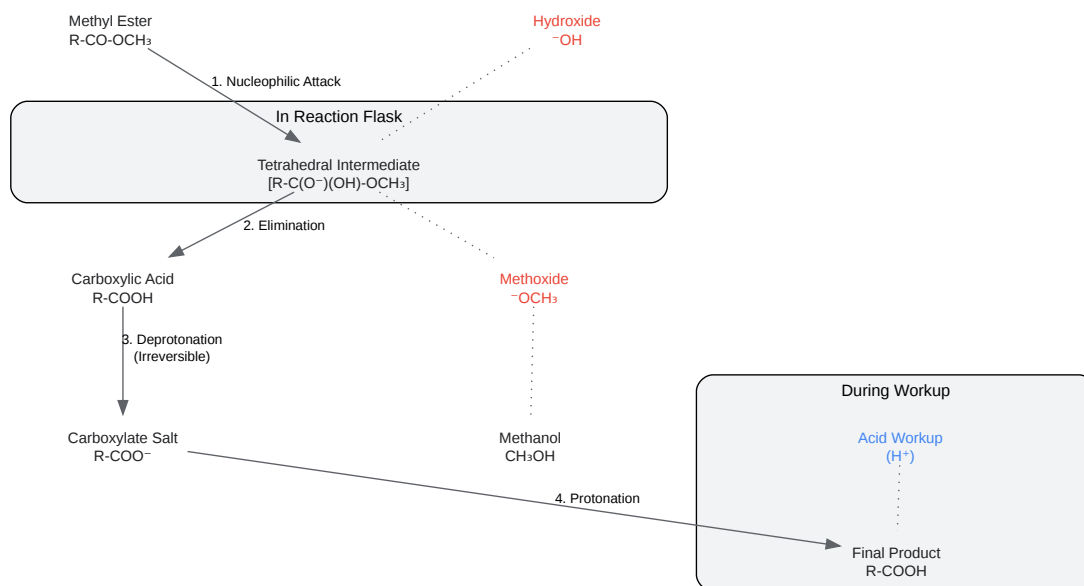 Methyl Ester
R-CO-OCH₃
Hydroxide
⁻OH
1. Nucleophilic Attack
In Reaction Flask
Tetrahedral Intermediate
[R-C(O⁻)(OH)-OCH₃]
2. Elimination
Carboxylic Acid
R-COOH
Methoxide
⁻OCH₃
3. Deprotonation
(Irreversible)
During Workup
Carboxylate Salt
R-COO⁻
Methanol
CH₃OH
Acid Workup
(H⁺)
4. Protonation
Final Product
R-COOH